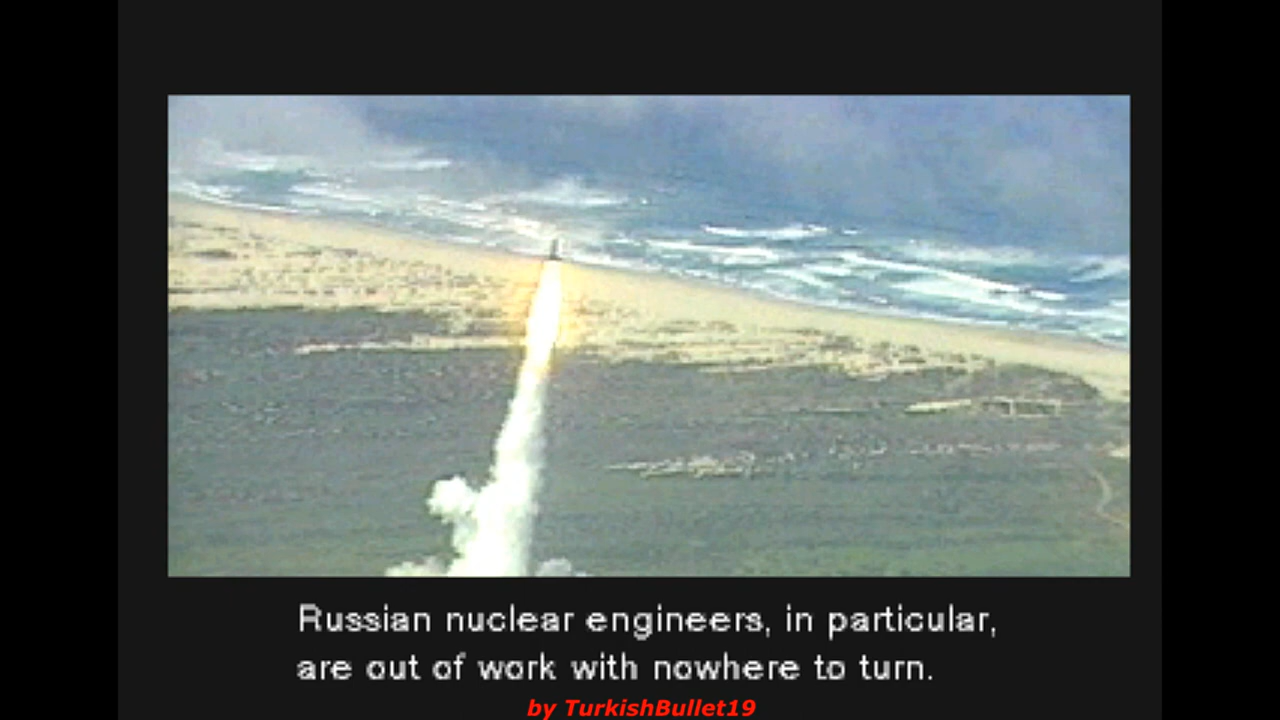 Russian nuclear engineers, in particular,
are out of work with nowhere to turn.
by TurkishBullet19